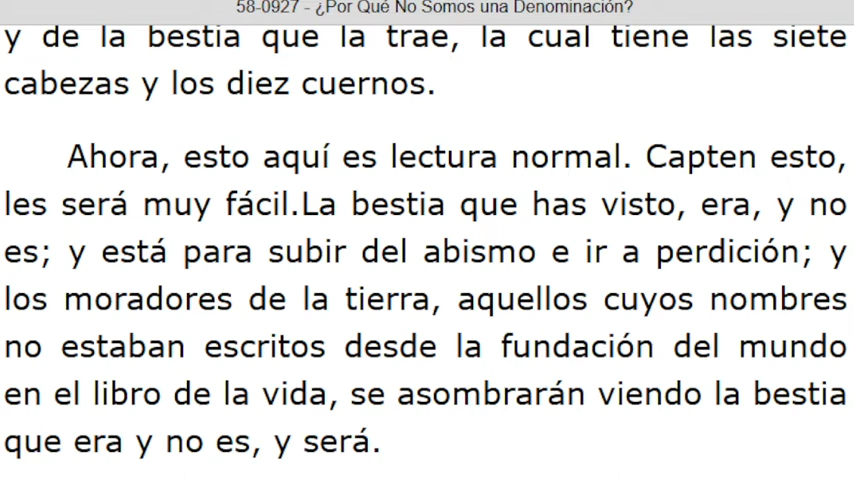 58-0927 - ¿Por Qué No Somos una Denominación?
y de la bestia que la trae, la cual tiene las siete
cabezas y los diez cuernos.
Ahora, esto aquí es lectura normal. Capten esto,
les será muy fácil.La bestia que has visto, era, y no
es; y está para subir del abismo e ir a perdición; y
los moradores de la tierra, aquellos cuyos nombres
no estaban escritos desde la fundación del mundo
en el libro de la vida, se asombrarán viendo la bestia
que era y no es, y será.